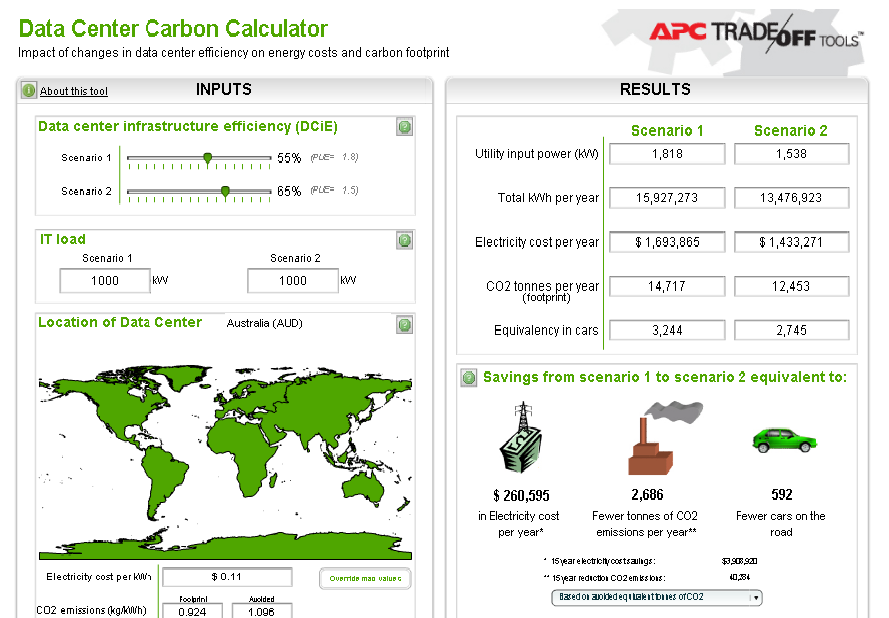 Data Center Carbon Calculator
Impact of changes in data center efficiency on energy costs and carbon footprint
APC TRADE/OFF TOOLS™
About this tool
INPUTS
Data center infrastructure efficiency (DCiE)
?
Scenario 1 55% (PUE= 1.8)
Scenario 2 65% (PUE= 1.5)
IT load
?
Scenario 1 Scenario 2
1000 kW 1000 kW
Location of Data Center Australia (AUD)
?
Electricity cost per kWh $ 0.11 Override map values
Footprint Avoided
CO2 emissions (kg/kWh) 0.924 1.096
RESULTS
Scenario 1 Scenario 2
Utility input power (kW) 1,818 1,538
Total kWh per year 15,927,273 13,476,923
Electricity cost per year $ 1,693,865 $ 1,433,271
CO2 tonnes per year 14,717 12,453
(footprint)
Equivalency in cars 3,244 2,745
? Savings from scenario 1 to scenario 2 equivalent to:
$ 260,595 2,686 592
in Electricity cost Fewer tonnes of CO2 Fewer cars on the
per year* emissions per year** road
* 15 year electricity cost savings: $3,908,920
** 15 year reduction CO2 emissions: 40,284
Based on avoided equivalent tonnes of CO2